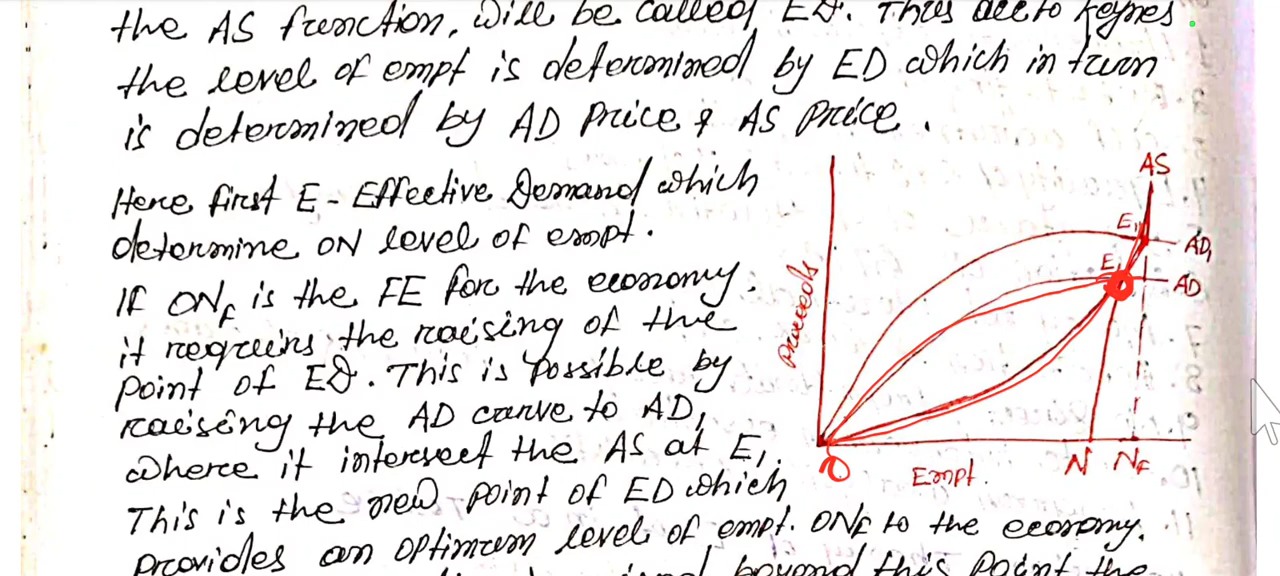 the AS function, will be called ED. Thus acc to Keynes
the level of empt is determined by ED which in turn
is determined by AD Price & AS Price.
Here first E - Effective Demand which
determine ON level of empt.
If ONF is the FE for the economy.
it requires the raising of the
point of ED. This is possible by
raising the AD curve to AD1
where it intersect the AS at E1.
This is the new point of ED which
provides an optimum level of empt. ONF to the economy.
beyond this point the
AS
E1
AD1
E1
AD
Proceeds
O
Empt.
N
NF